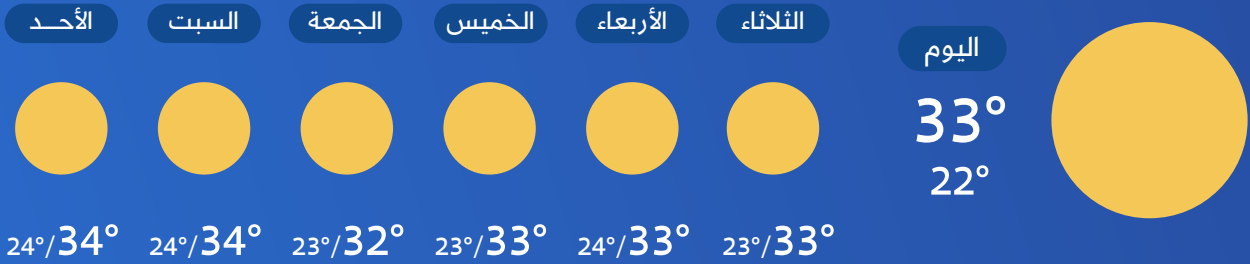 اليوم
33°
22°
الثلاثاء
الأربعاء
الخميس
الجمعة
السبت
الأحــد
23°/33°
24°/33°
23°/33°
23°/32°
24°/34°
24°/34°